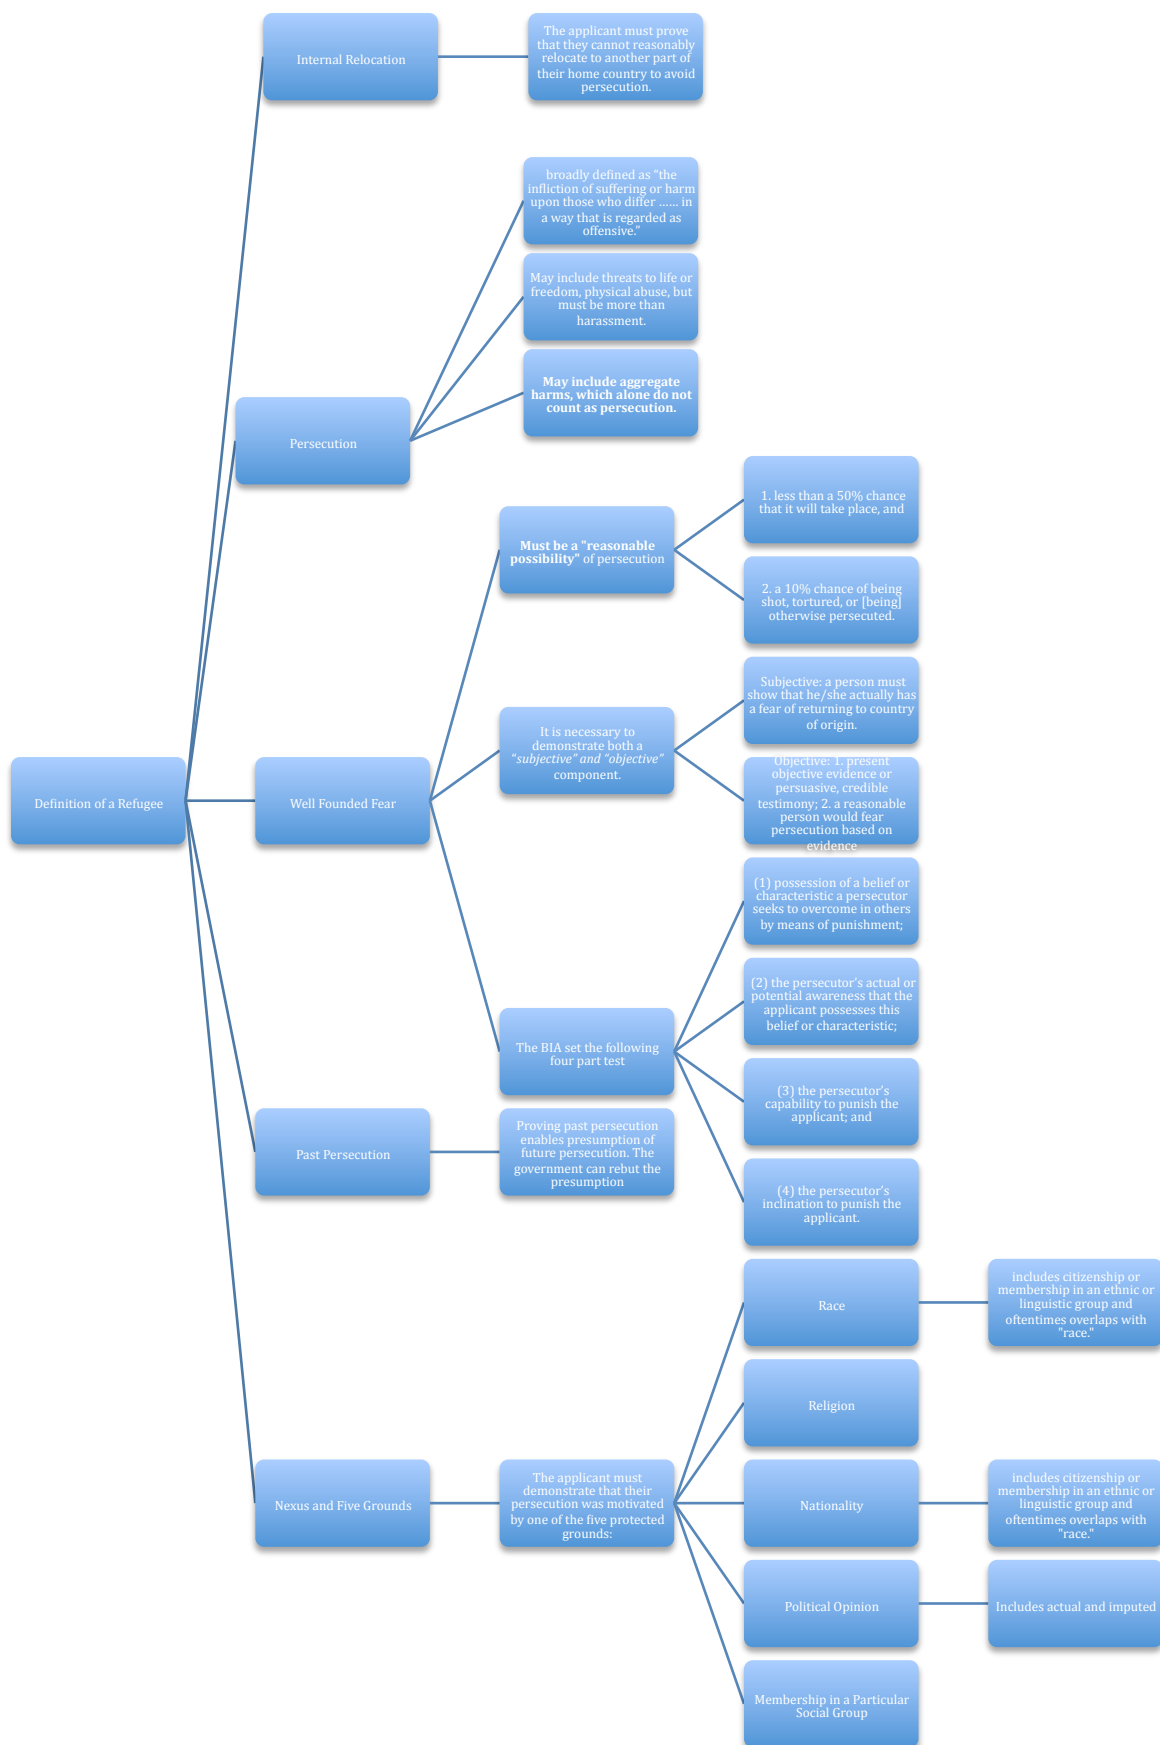 Internal Relocation
The applicant must prove
that they cannot reasonably
relocate to another part of
their home country to avoid
persecution.
broadly defined as "the
infliction of suffering or harm
upon those who differ …… in
a way that is regarded as
offensive."
May include threats to life or
freedom, physical abuse, but
must be more than
harassment.
May include aggregate
harms, which alone do not
count as persecution.
Persecution
Must be a "reasonable
possibility" of persecution
1. less than a 50% chance
that it will take place, and
2. a 10% chance of being
shot, tortured, or [being]
otherwise persecuted.
Definition of a Refugee
Well Founded Fear
It is necessary to
demonstrate both a
“subjective” and “objective”
component.
Subjective: a person must
show that he/she actually has
a fear of returning to country
of origin.
Objective: 1. present
objective evidence or
persuasive, credible
testimony; 2. a reasonable
person would fear
persecution based on
evidence
The BIA set the following
four part test
(1) possession of a belief or
characteristic a persecutor
seeks to overcome in others
by means of punishment;
(2) the persecutor’s actual or
potential awareness that the
applicant possesses this
belief or characteristic;
(3) the persecutor’s
capability to punish the
applicant; and
(4) the persecutor’s
inclination to punish the
applicant.
Past Persecution
Proving past persecution
enables presumption of
future persecution. The
government can rebut the
presumption
Nexus and Five Grounds
The applicant must
demonstrate that their
persecution was motivated
by one of the five protected
grounds:
Race
includes citizenship or
membership in an ethnic or
linguistic group and
oftentimes overlaps with
"race."
Religion
Nationality
includes citizenship or
membership in an ethnic or
linguistic group and
oftentimes overlaps with
"race."
Political Opinion
Includes actual and imputed
Membership in a Particular
Social Group